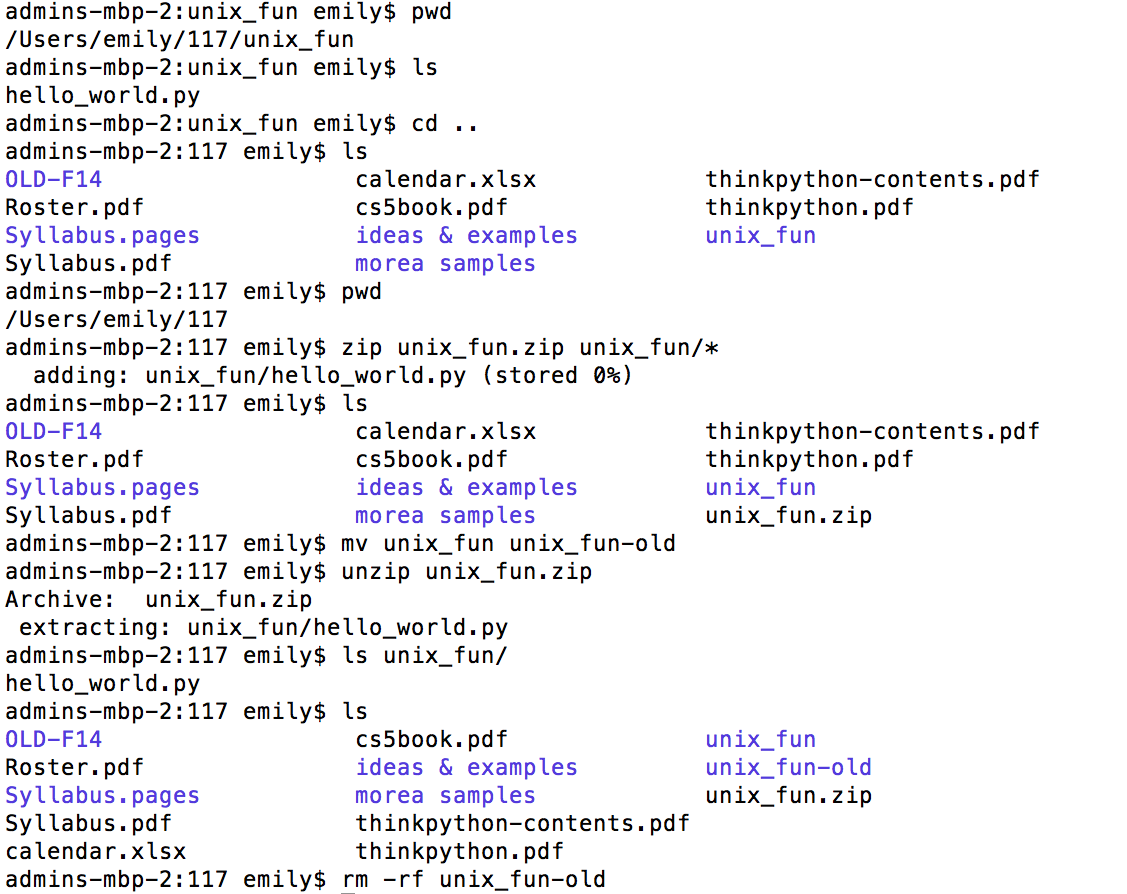 admins-mbp-2:unix_fun emily$ pwd
/Users/emily/117/unix_fun
admins-mbp-2:unix_fun emily$ ls
hello_world.py
admins-mbp-2:unix_fun emily$ cd ..
admins-mbp-2:117 emily$ ls
OLD-F14                  calendar.xlsx            thinkpython-contents.pdf
Roster.pdf               cs5book.pdf              thinkpython.pdf
Syllabus.pages           ideas & examples         unix_fun
Syllabus.pdf             morea samples
admins-mbp-2:117 emily$ pwd
/Users/emily/117
admins-mbp-2:117 emily$ zip unix_fun.zip unix_fun/*
  adding: unix_fun/hello_world.py (stored 0%)
admins-mbp-2:117 emily$ ls
OLD-F14                  calendar.xlsx            thinkpython-contents.pdf
Roster.pdf               cs5book.pdf              thinkpython.pdf
Syllabus.pages           ideas & examples         unix_fun
Syllabus.pdf             morea samples            unix_fun.zip
admins-mbp-2:117 emily$ mv unix_fun unix_fun-old
admins-mbp-2:117 emily$ unzip unix_fun.zip
Archive:  unix_fun.zip
 extracting: unix_fun/hello_world.py
admins-mbp-2:117 emily$ ls unix_fun/
hello_world.py
admins-mbp-2:117 emily$ ls
OLD-F14                  cs5book.pdf              unix_fun
Roster.pdf               ideas & examples         unix_fun-old
Syllabus.pages           morea samples            unix_fun.zip
Syllabus.pdf             thinkpython-contents.pdf
calendar.xlsx            thinkpython.pdf
admins-mbp-2:117 emily$ rm -rf unix_fun-old